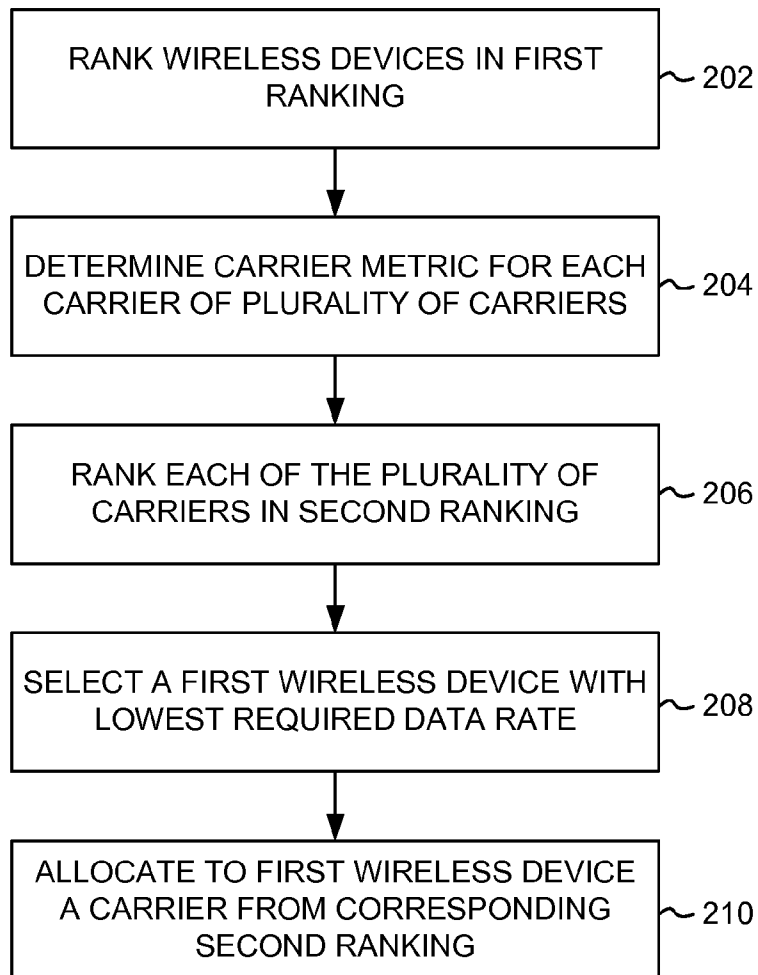 RANK WIRELESS DEVICES IN FIRST
RANKING
202
DETERMINE CARRIER METRIC FOR EACH
CARRIER OF PLURALITY OF CARRIERS
204
RANK EACH OF THE PLURALITY OF
CARRIERS IN SECOND RANKING
206
SELECT A FIRST WIRELESS DEVICE WITH
LOWEST REQUIRED DATA RATE
208
ALLOCATE TO FIRST WIRELESS DEVICE
A CARRIER FROM CORRESPONDING
SECOND RANKING
210